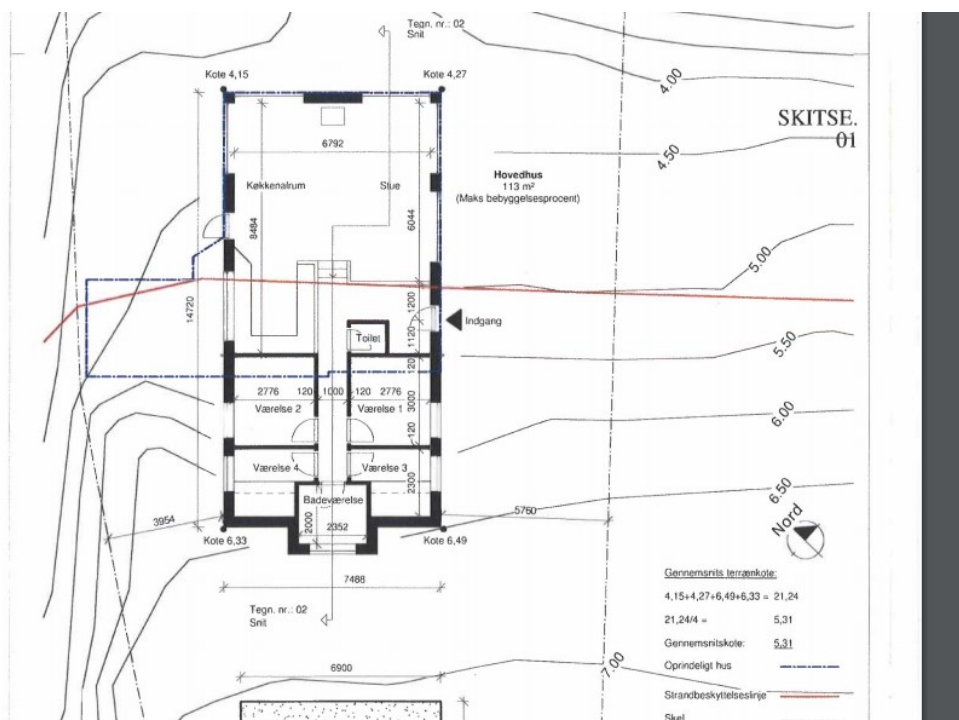 Tegn. nr.: 02
Snit
Kote 4,15
Kote 4,27
4.00
SKITSE.
01
4.50
6792
Hovedhus
113 m²
(Maks bebyggelsesprocent)
Køkkenalrum
Stue
8484
6044
5.00
14720
1200
Indgang
1120
Toilet
5.50
120
2776
120
1000
120
2776
3000
Værelse 2
Værelse 1
6.00
120
Værelse 4
Værelse 3
2300
6.50
Badeværelse
3954
2000
2352
5760
Nord
Kote 6,33
Kote 6,49
7488
Gennemsnits terrænkote:
4,15+4,27+6,49+6,33 = 21,24
21,24/4 = 5,31
Gennemsnitskote: 5,31
Tegn. nr.: 02
Snit
6900
7.00
Oprindeligt hus
Strandbeskyttelseslinje
Skel